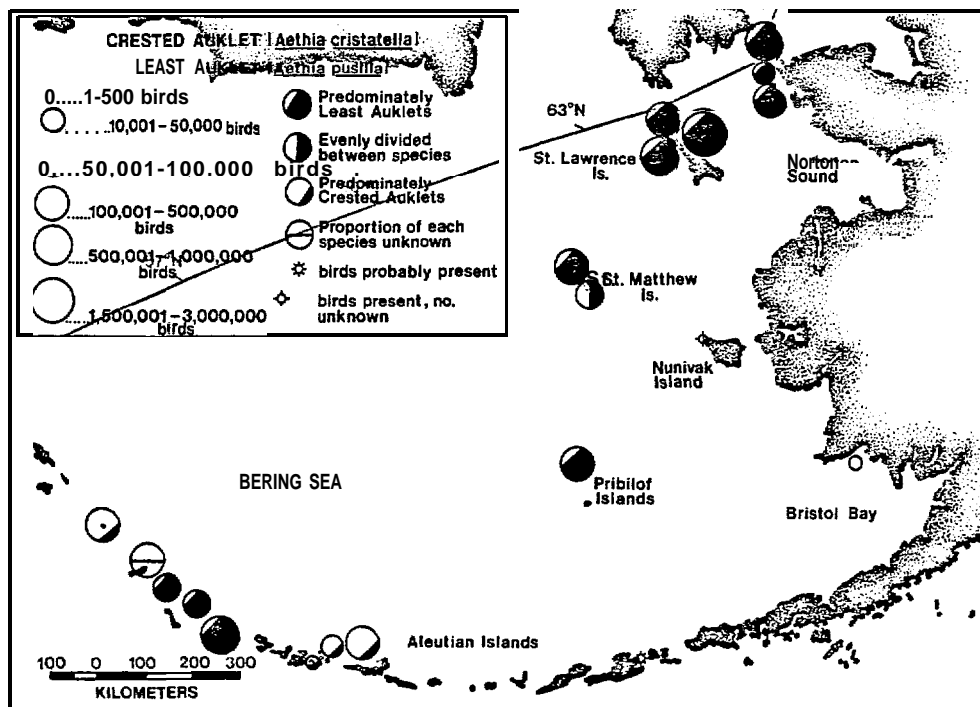 CRESTED AUKLET [Aethia cristatella]
LEAST AUKLET [Aethia pusilla]
0.....1-500 birds
......10,001-50,000 birds
0....50,001-100.000 birds
.....100,001-500,000
birds
....500,001-1,000,000
birds
....1,500,001-3,000,000
birds
Predominately
Least Auklets
Evenly divided
between species
Predominately
Crested Auklets
Proportion of each
species unknown
birds probably present
birds present, no.
unknown
63°N
St. Lawrence
Is.
Norton
Sound
St. Matthew
Is.
Nunivak
Island
BERING SEA
Pribilof
Islands
Bristol Bay
Aleutian Islands
100 0 100 200 300
KILOMETERS